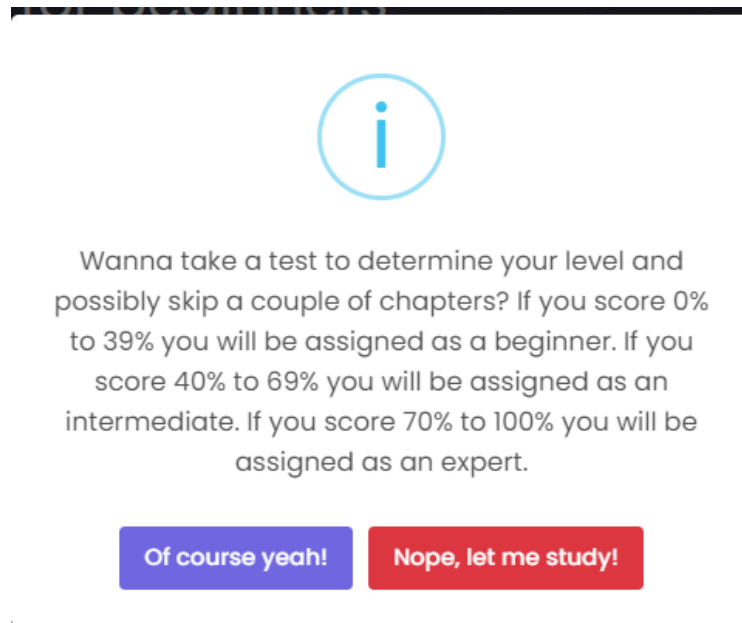 for beginners
i
Wanna take a test to determine your level and
possibly skip a couple of chapters? If you score 0%
to 39% you will be assigned as a beginner. If you
score 40% to 69% you will be assigned as an
intermediate. If you score 70% to 100% you will be
assigned as an expert.
Of course yeah!
Nope, let me study!